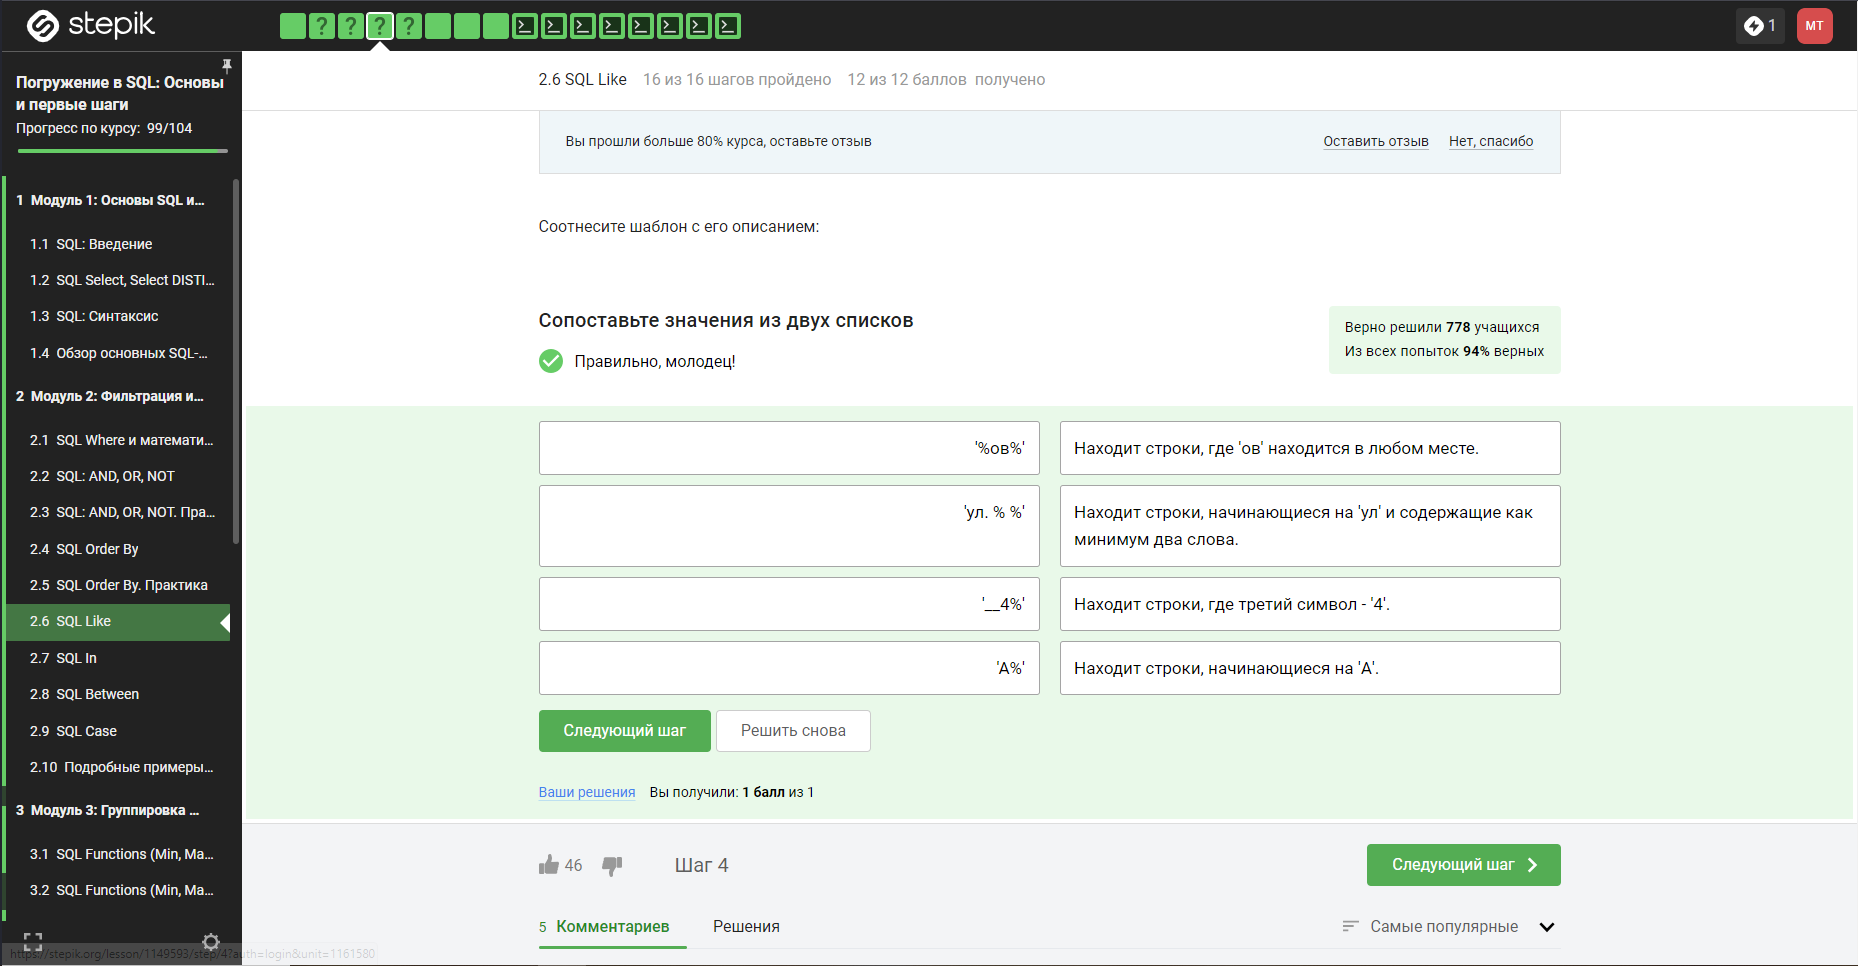 stepik
? ? ? ?
1
МТ
Погружение в SQL: Основы
и первые шаги
Прогресс по курсу: 99/104
2.6 SQL Like 16 из 16 шагов пройдено 12 из 12 баллов получено
Вы прошли больше 80% курса, оставьте отзыв
Оставить отзыв Нет, спасибо
1 Модуль 1: Основы SQL и...
1.1 SQL: Введение
1.2 SQL Select, Select DISTI...
1.3 SQL: Синтаксис
1.4 Обзор основных SQL-...
2 Модуль 2: Фильтрация и...
2.1 SQL Where и математи...
2.2 SQL: AND, OR, NOT
2.3 SQL: AND, OR, NOT. Пра...
2.4 SQL Order By
2.5 SQL Order By. Практика
2.6 SQL Like
2.7 SQL In
2.8 SQL Between
2.9 SQL Case
2.10 Подробные примеры...
3 Модуль 3: Группировка ...
3.1 SQL Functions (Min, Ma...
3.2 SQL Functions (Min, Ma...
Соотнесите шаблон с его описанием:
Сопоставьте значения из двух списков
Правильно, молодец!
Верно решили 778 учащихся
Из всех попыток 94% верных
'%ов%'
Находит строки, где 'ов' находится в любом месте.
'ул. % %'
Находит строки, начинающиеся на 'ул' и содержащие как
минимум два слова.
'__4%'
Находит строки, где третий символ - '4'.
'А%'
Находит строки, начинающиеся на 'А'.
Следующий шаг Решить снова
Ваши решения Вы получили: 1 балл из 1
46 Шаг 4
Следующий шаг
5 Комментариев Решения
Самые популярные
https://stepik.org/lesson/1149593/step/4?auth=login&unit=1161580